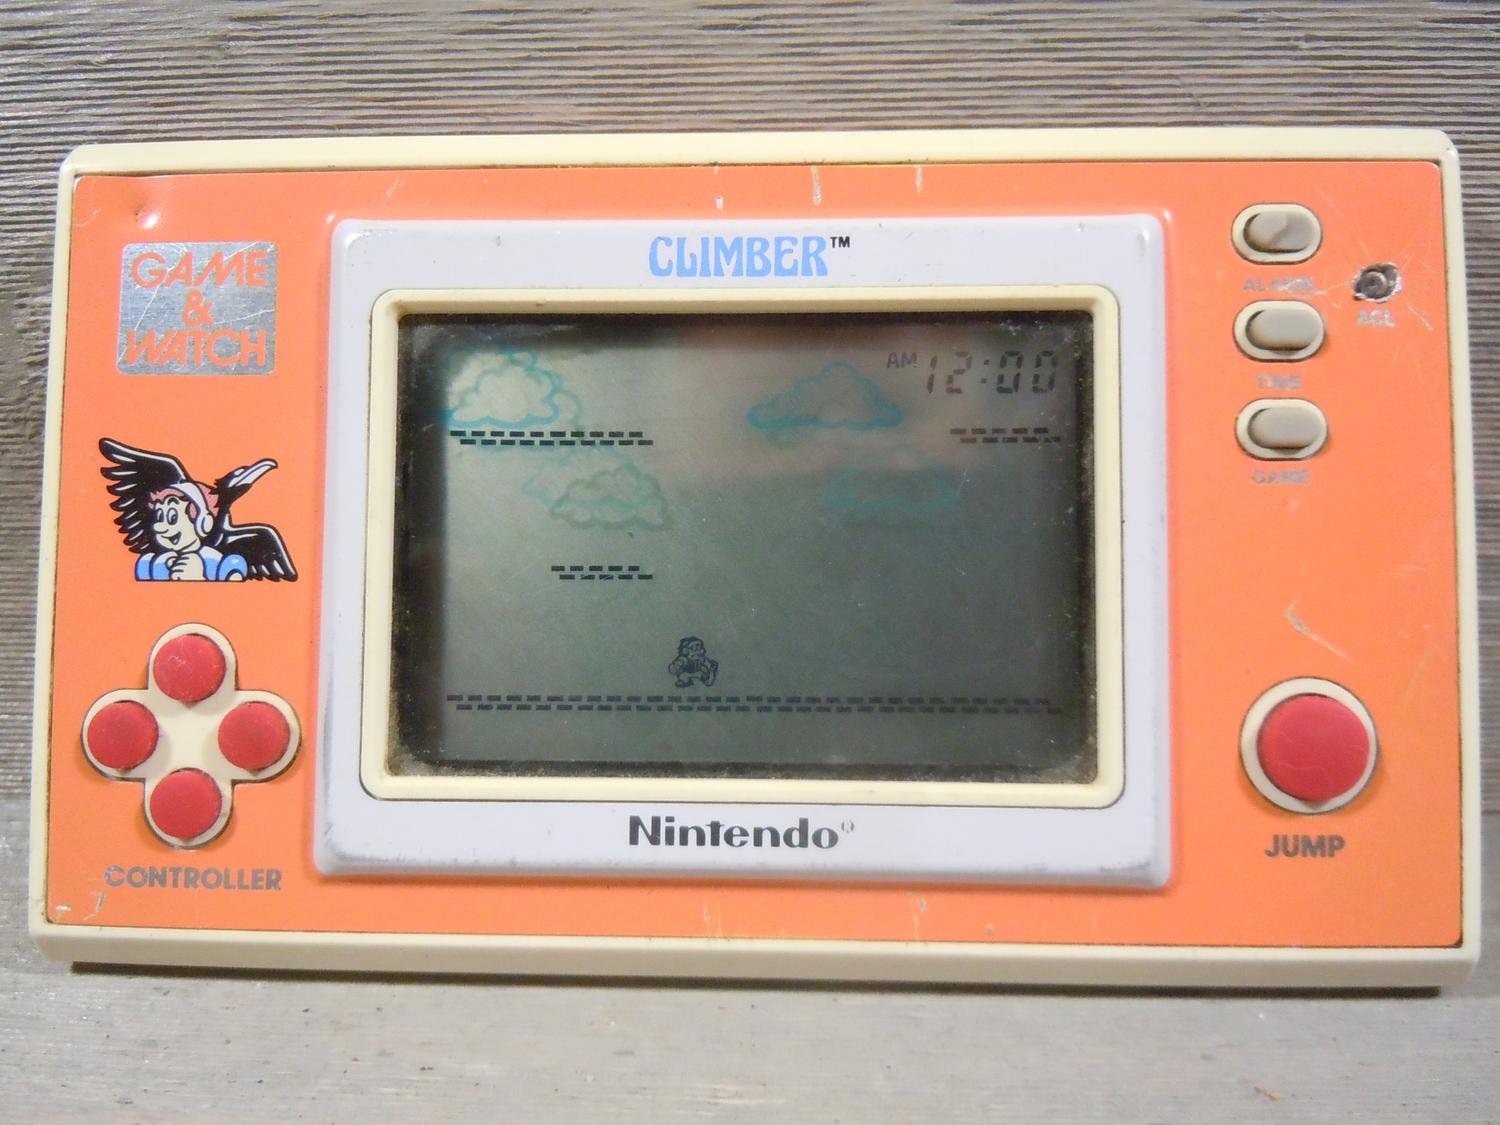 GAME
&
WATCH
CLIMBER™
AM 12:00
ALARM
ACL
TIME
GAME
Nintendo®
CONTROLLER
JUMP